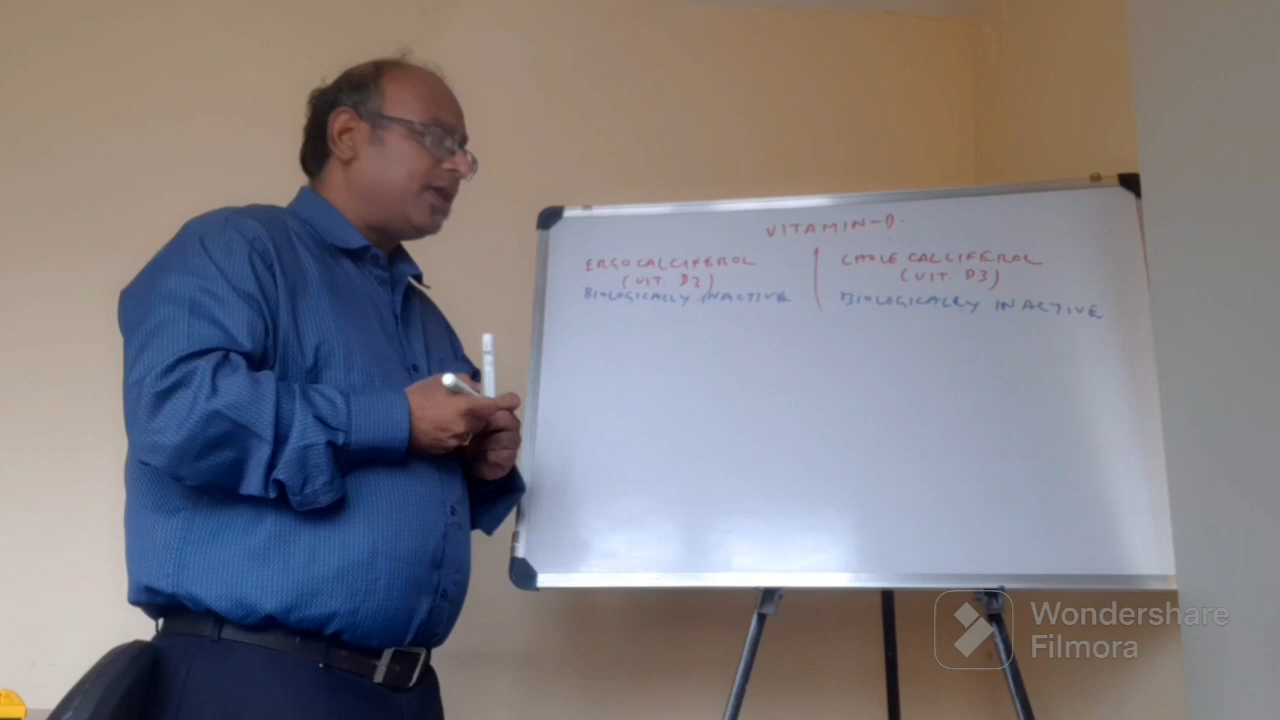 VITAMIN-D.
ERGOCALCIFEROL
(VIT. D2)
BIOLOGICALLY INACTIVE
CHOLE CALCIFEROL
(VIT. D3)
BIOLOGICALLY INACTIVE
Wondershare
Filmora